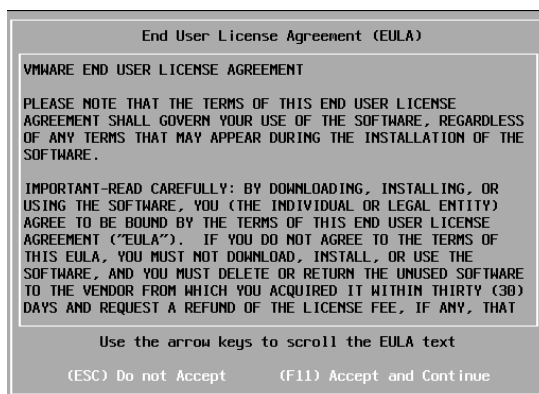 End User License Agreement (EULA)
VMWARE END USER LICENSE AGREEMENT
PLEASE NOTE THAT THE TERMS OF THIS END USER LICENSE
AGREEMENT SHALL GOVERN YOUR USE OF THE SOFTWARE, REGARDLESS
OF ANY TERMS THAT MAY APPEAR DURING THE INSTALLATION OF THE
SOFTWARE.
IMPORTANT-READ CAREFULLY: BY DOWNLOADING, INSTALLING, OR
USING THE SOFTWARE, YOU (THE INDIVIDUAL OR LEGAL ENTITY)
AGREE TO BE BOUND BY THE TERMS OF THIS END USER LICENSE
AGREEMENT ("EULA"). IF YOU DO NOT AGREE TO THE TERMS OF
THIS EULA, YOU MUST NOT DOWNLOAD, INSTALL, OR USE THE
SOFTWARE, AND YOU MUST DELETE OR RETURN THE UNUSED SOFTWARE
TO THE VENDOR FROM WHICH YOU ACQUIRED IT WITHIN THIRTY (30)
DAYS AND REQUEST A REFUND OF THE LICENSE FEE, IF ANY, THAT
Use the arrow keys to scroll the EULA text
(ESC) Do not Accept (F11) Accept and Continue